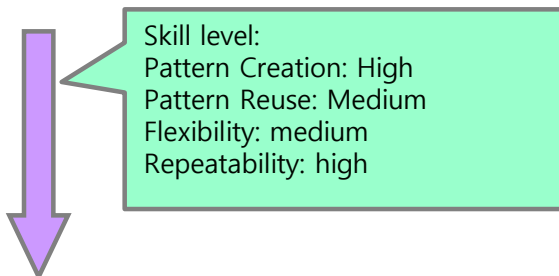 Skill level:
Pattern Creation: High
Pattern Reuse: Medium
Flexibility: medium
Repeatability: high